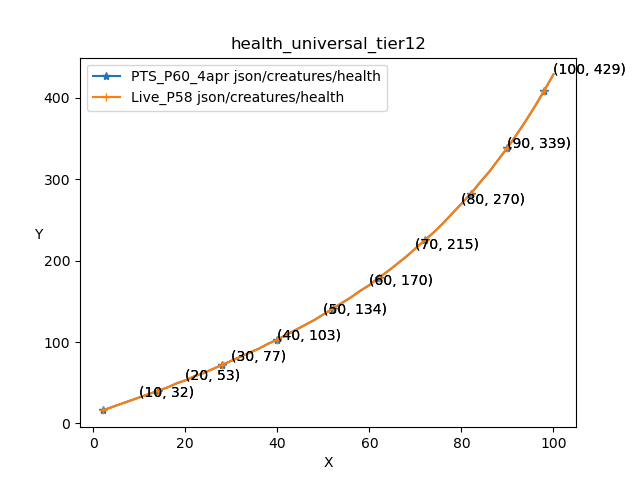 health_universal_tier12
PTS_P60_4apr json/creatures/health
Live_P58 json/creatures/health
(100, 429)
400
(90, 339)
300
(80, 270)
Y
(70, 215)
200
(60, 170)
(50, 134)
(40, 103)
100
(30, 77)
(20, 53)
(10, 32)
0
0 20 40 60 80 100
X